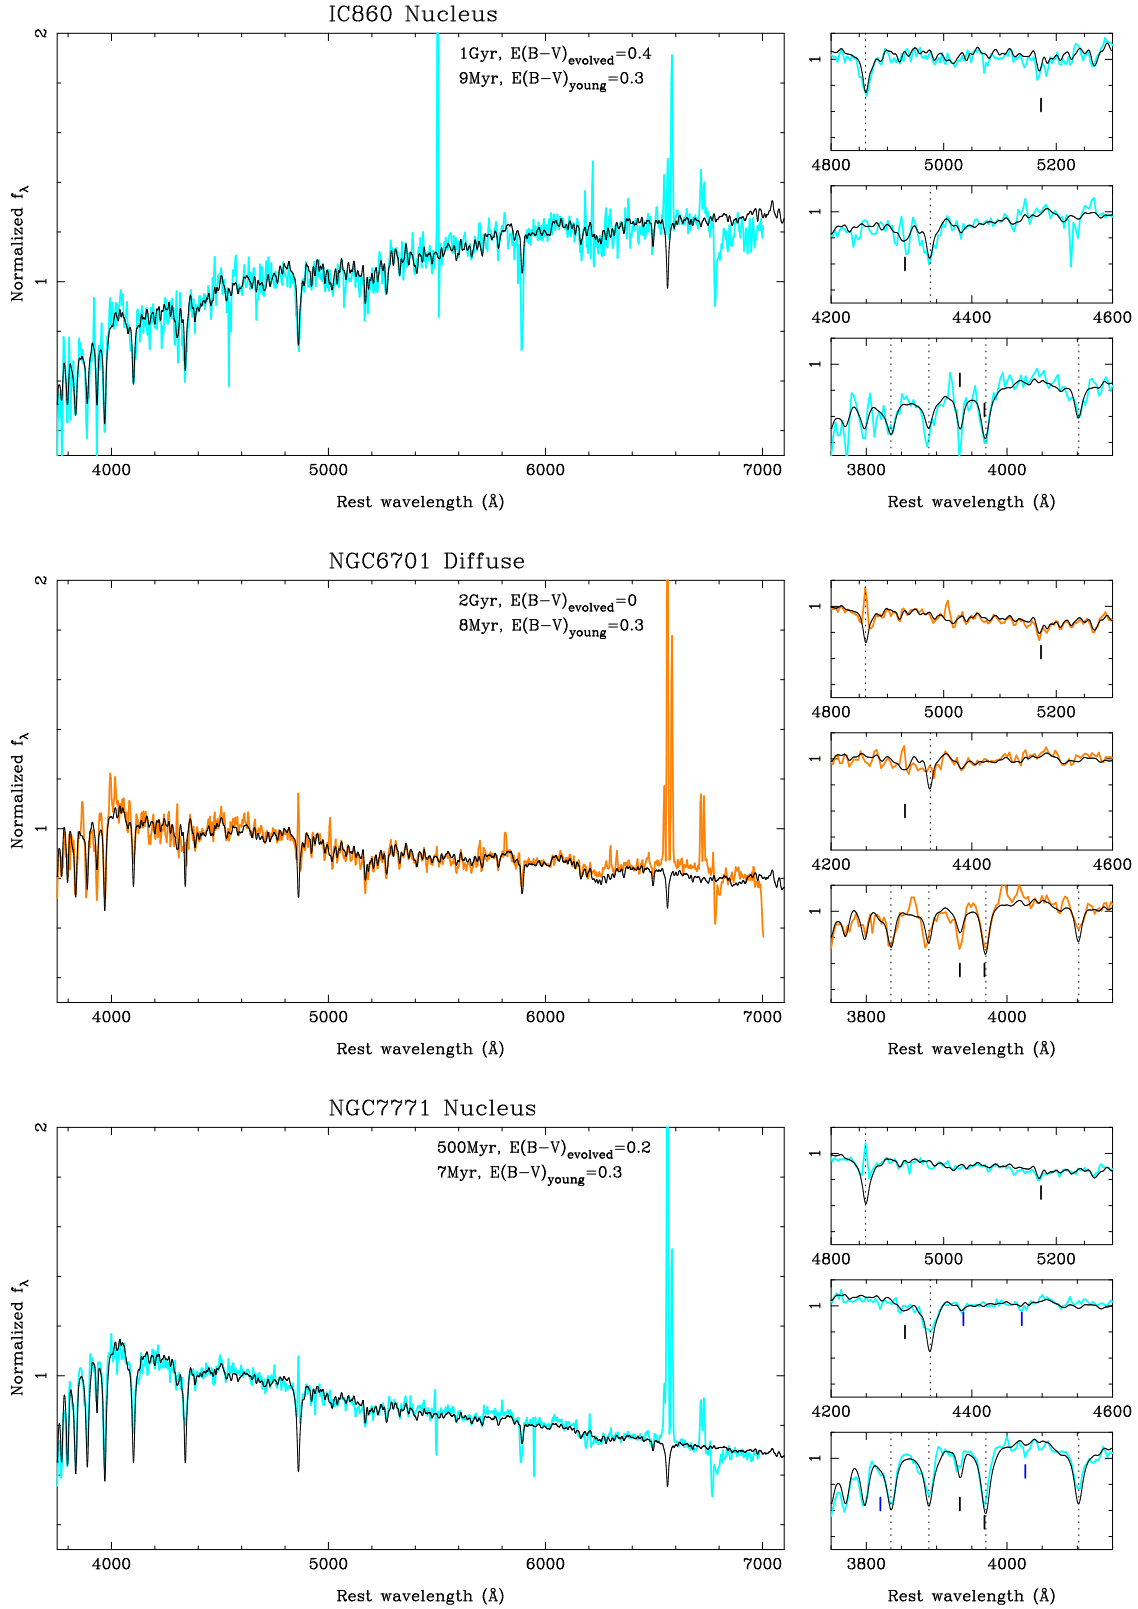 IC860 Nucleus
2
1
Normalized fλ
1Gyr, E(B−V)evolved=0.4
9Myr, E(B−V)young=0.3
4000 5000 6000 7000
Rest wavelength (Å)
1
4800 5000 5200
1
4200 4400 4600
1
3800 4000
Rest wavelength (Å)
NGC6701 Diffuse
2
1
Normalized fλ
2Gyr, E(B−V)evolved=0
8Myr, E(B−V)young=0.3
4000 5000 6000 7000
Rest wavelength (Å)
1
4800 5000 5200
1
4200 4400 4600
1
3800 4000
Rest wavelength (Å)
NGC7771 Nucleus
2
1
Normalized fλ
500Myr, E(B−V)evolved=0.2
7Myr, E(B−V)young=0.3
4000 5000 6000 7000
Rest wavelength (Å)
1
4800 5000 5200
1
4200 4400 4600
1
3800 4000
Rest wavelength (Å)